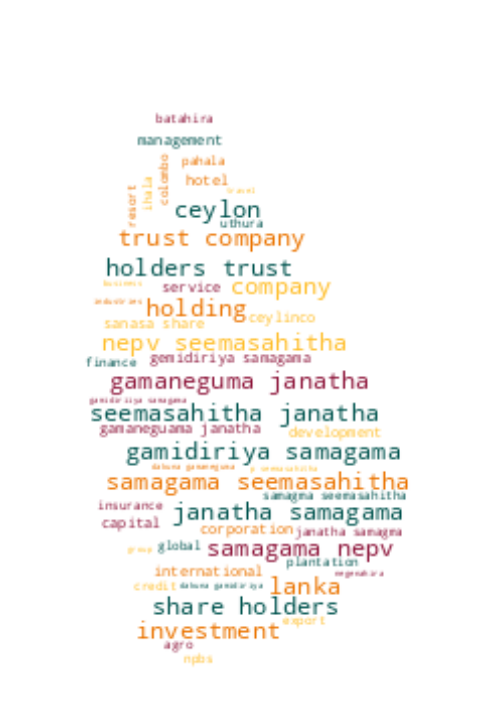 batahira
management
pahala
colombo
hotel
ihala
resort
travel
ceylon
uthura
trust company
holders trust
business
service
company
industries
holding
ceylinco
sanasa share
nepv seemasahitha
finance
gemidiriya samagama
gamaneguma janatha
gamidiriiya samagama
seemasahitha janatha
gamaneguama janatha
development
gamidiriya samagama
dakuna gamaneguma
p seemasahitha
samagama seemasahitha
samagma seemasahitha
insurance
janatha samagama
capital
corporation
janatha samagma
group
global
samagama nepv
plantation
international
negenahira
credit
dakuna gamidiriya
lanka
share holders
export
investment
agro
npbs